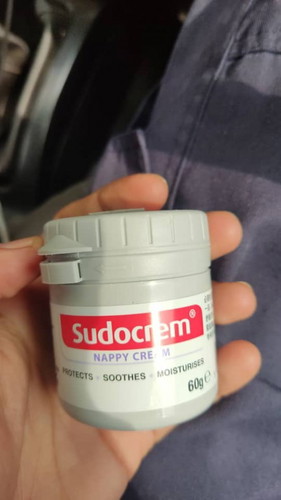 Sudocrem®
NAPPY CREAM
PROTECTS · SOOTHES · MOISTURISES
60g ℮